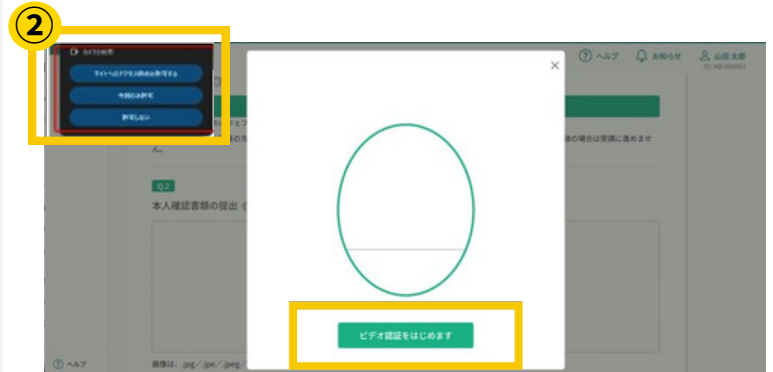 ②
カメラの使用
サイトへのアクセス時のみ許可する
今回のみ許可
許可しない
ヘルプ
お知らせ
山田 太郎
Q.2
本人確認書類の提出
ビデオ認証をはじめます
ヘルプ
画像は、.jpg／.jpe／.jpeg／